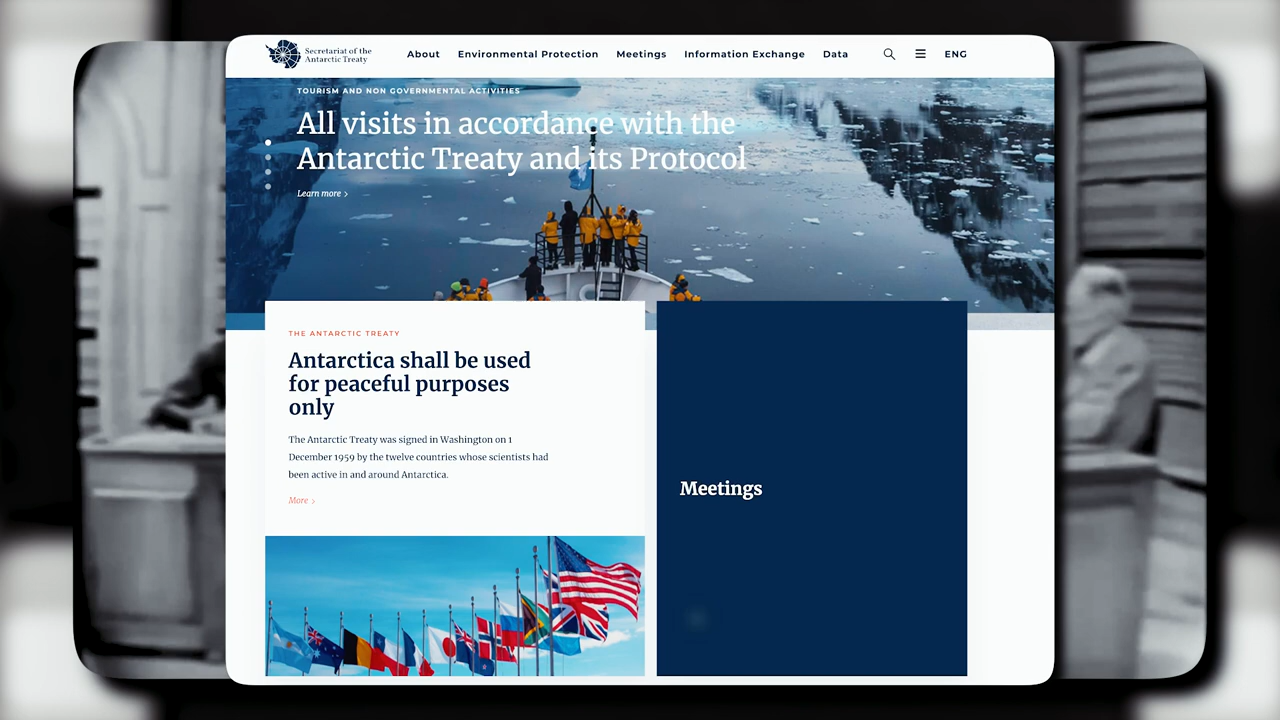 Secretariat of the
Antarctic Treaty
About Environmental Protection Meetings Information Exchange Data ENG
TOURISM AND NON GOVERNMENTAL ACTIVITIES
All visits in accordance with the
Antarctic Treaty and its Protocol
Learn more
THE ANTARCTIC TREATY
Antarctica shall be used
for peaceful purposes
only
The Antarctic Treaty was signed in Washington on 1
December 1959 by the twelve countries whose scientists had
been active in and around Antarctica.
More
Meetings